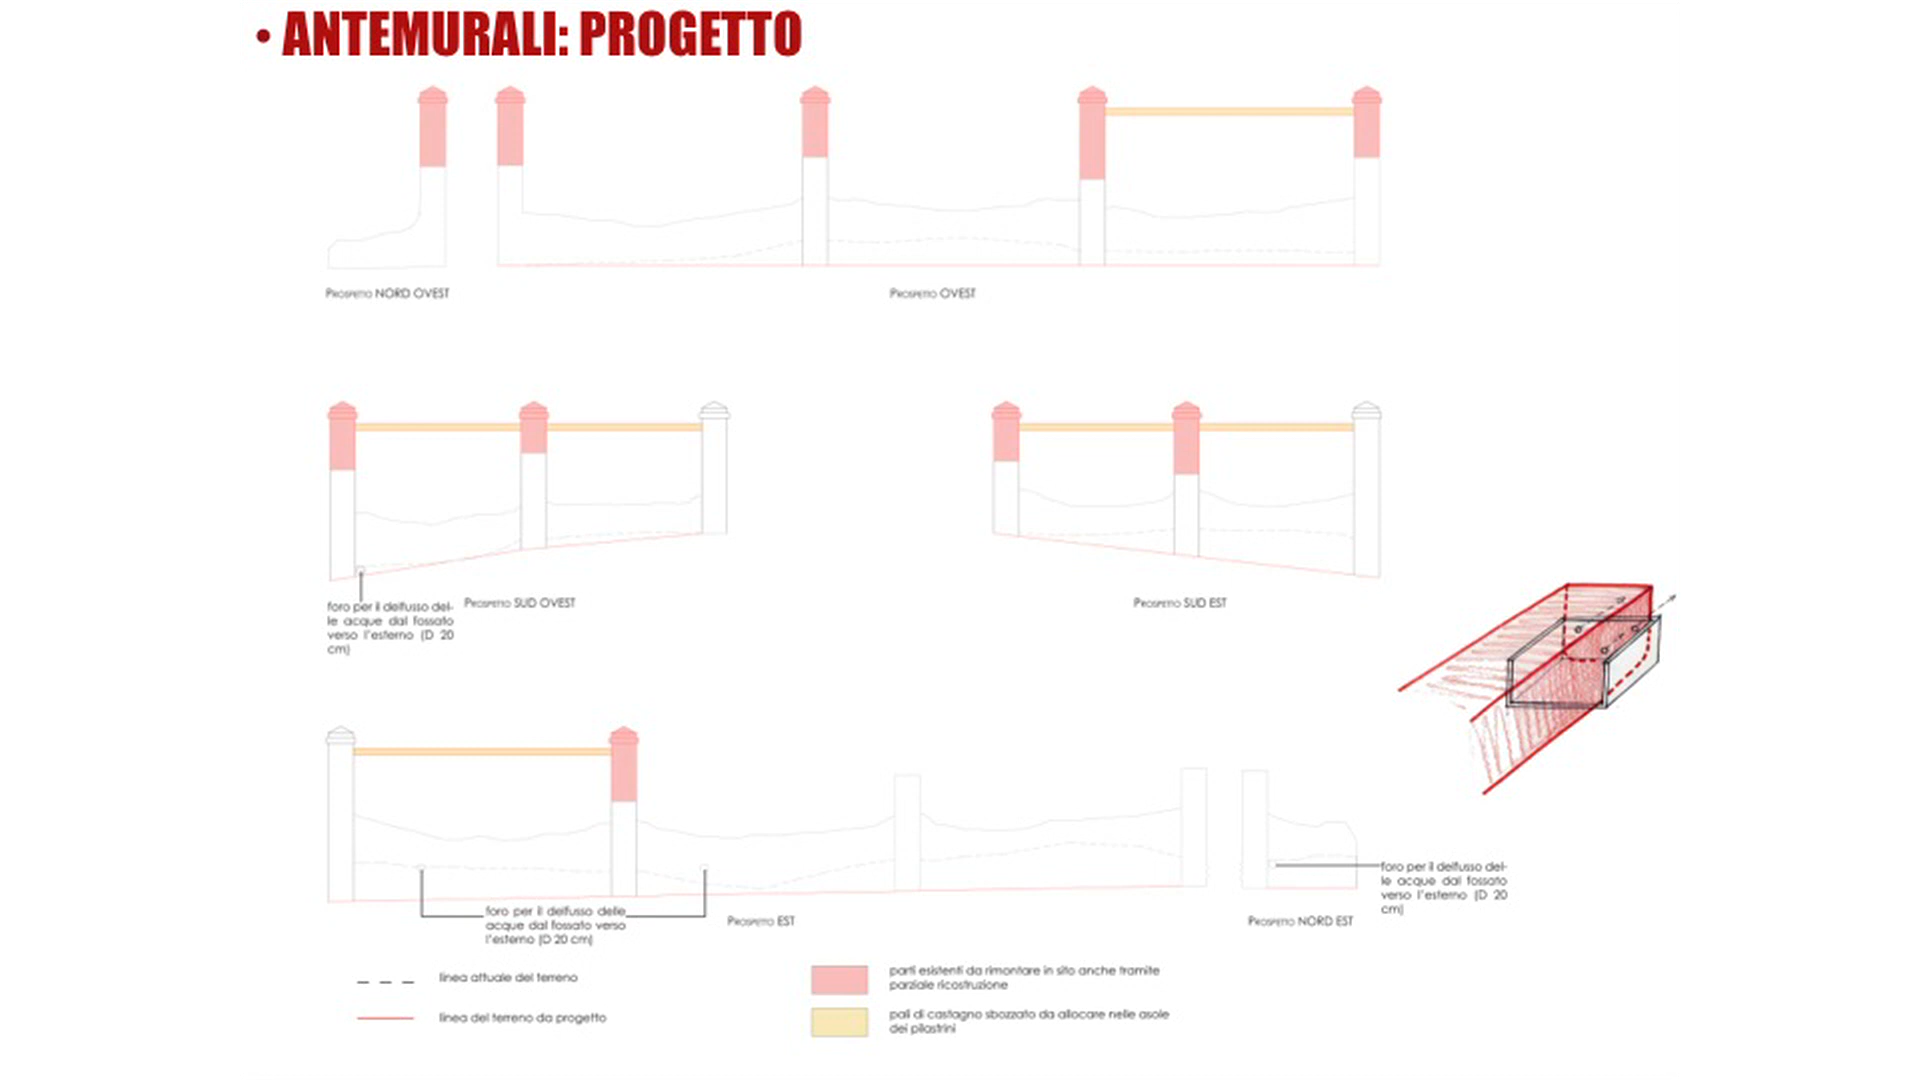 • ANTEMURALI: PROGETTO
PROSPETTO NORD OVEST
PROSPETTO OVEST
foro per il delfusso del-
le acque dal fossato
verso l'esterno (D 20
cm)
PROSPETTO SUD OVEST
PROSPETTO SUD EST
foro per il delfusso delle
acque dal fossato verso
l'esterno (D 20 cm)
PROSPETTO EST
PROSPETTO NORD EST
foro per il delfusso del-
le acque dal fossato
verso l'esterno (D 20
cm)
linea attuale del terreno
linea del terreno da progetto
parti esistenti da rimontare in sito anche tramite
parziale ricostruzione
pali di castagno sbozzato da allocare nelle asole
dei pilastrini